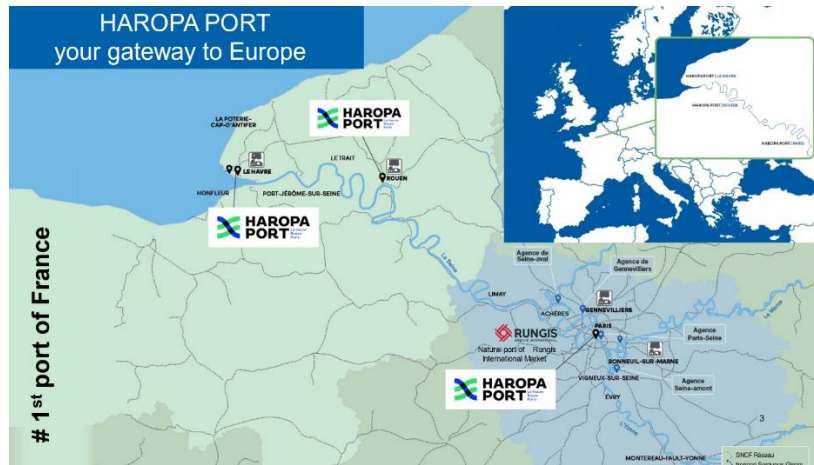 HAROPA PORT
your gateway to Europe
HAROPA PORT | LE HAVRE
HAROPA PORT | ROUEN
HAROPA PORT | PARIS
HAROPA
PORT
LA POTERIE-
CAP-D'ANTIFER
LE TRAIT
LE HAVRE
ROUEN
HONFLEUR
PORT-JÉRÔME-SUR-SEINE
HAROPA
PORT
# 1st port of France
La Seine
Agence de
Seine-aval
Agence de
Gennevilliers
LIMAY
GENNEVILLIERS
La Marne
ACHÈRES
RUNGIS
PARIS
Agence
Paris-Seine
Natural port of Rungis
International Market
BONNEUIL-SUR-MARNE
HAROPA
PORT
VIGNEUX-SUR-SEINE
Agence
Seine-amont
ÉVRY
3
L'Yonne
MONTEREAU-FAULT-YONNE
SNCF Réseau